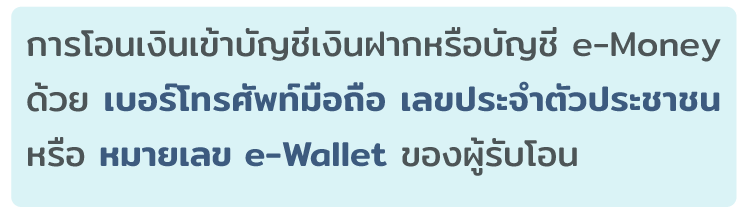 การโอนเงินเข้าบัญชีเงินฝากหรือบัญชี e-Money
ด้วย เบอร์โทรศัพท์มือถือ เลขประจำตัวประชาชน
หรือ หมายเลข e-Wallet ของผู้รับโอน